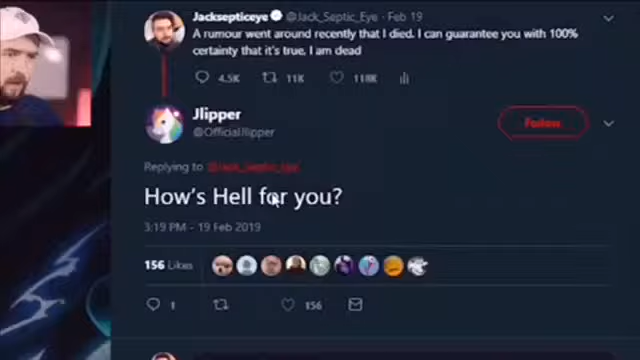 Jacksepticeye @Jack_Septic_Eye · Feb 19
A rumour went around recently that I died. I can guarantee you with 100%
certainty that it's true, I am dead
4.5K 11K 118K
Jlipper
@OfficialJlipper
Follow
Replying to @Jack_Septic_Eye
How's Hell for you?
3:19 PM - 19 Feb 2019
156 Likes
1 156